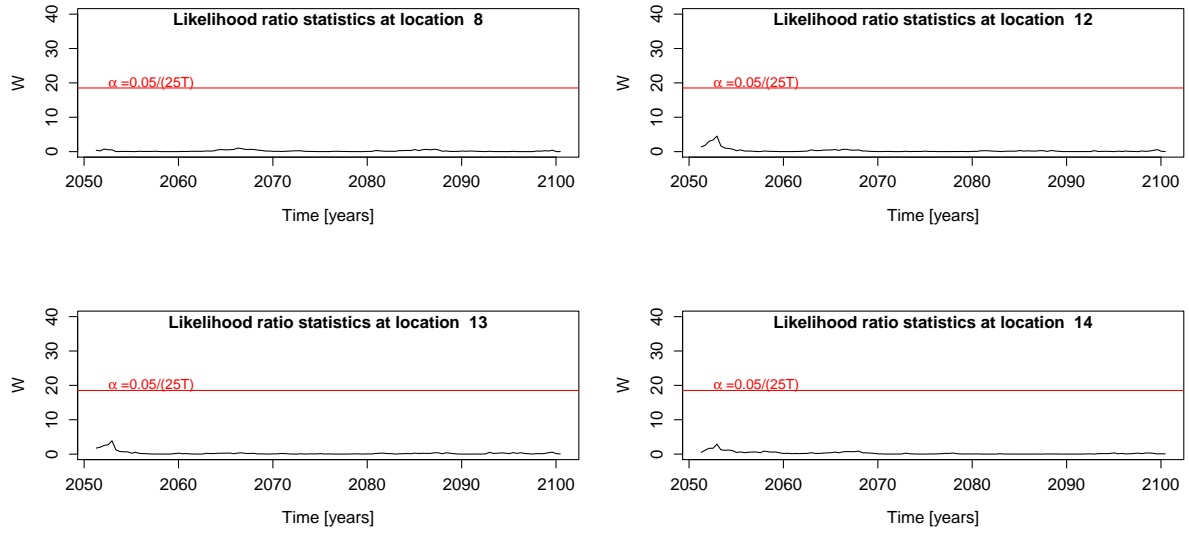 Likelihood ratio statistics at location 8
W
0 10 20 30 40
α =0.05/(25T)
2050 2060 2070 2080 2090 2100
Time [years]
Likelihood ratio statistics at location 12
W
0 10 20 30 40
α =0.05/(25T)
2050 2060 2070 2080 2090 2100
Time [years]
Likelihood ratio statistics at location 13
W
0 10 20 30 40
α =0.05/(25T)
2050 2060 2070 2080 2090 2100
Time [years]
Likelihood ratio statistics at location 14
W
0 10 20 30 40
α =0.05/(25T)
2050 2060 2070 2080 2090 2100
Time [years]